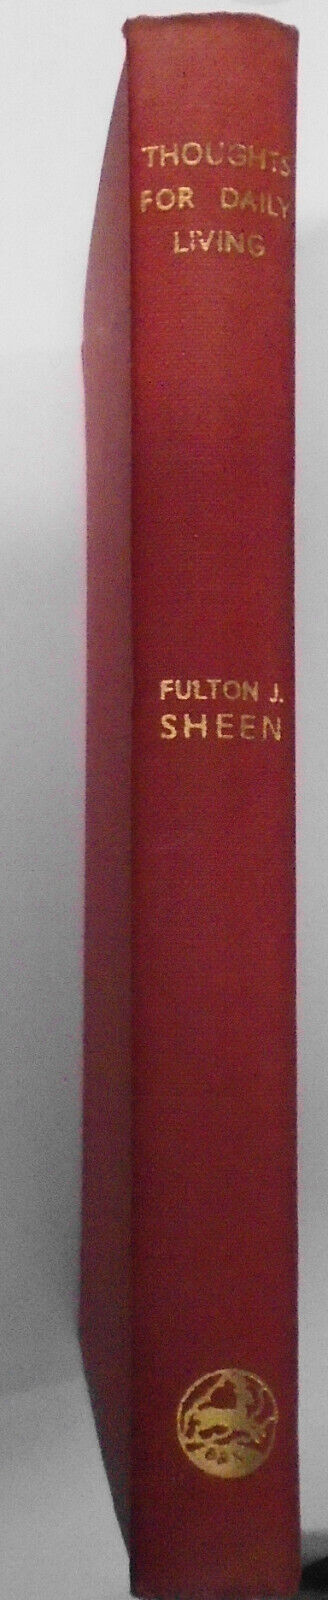 THOUGHTS
FOR DAILY
LIVING
FULTON J.
SHEEN